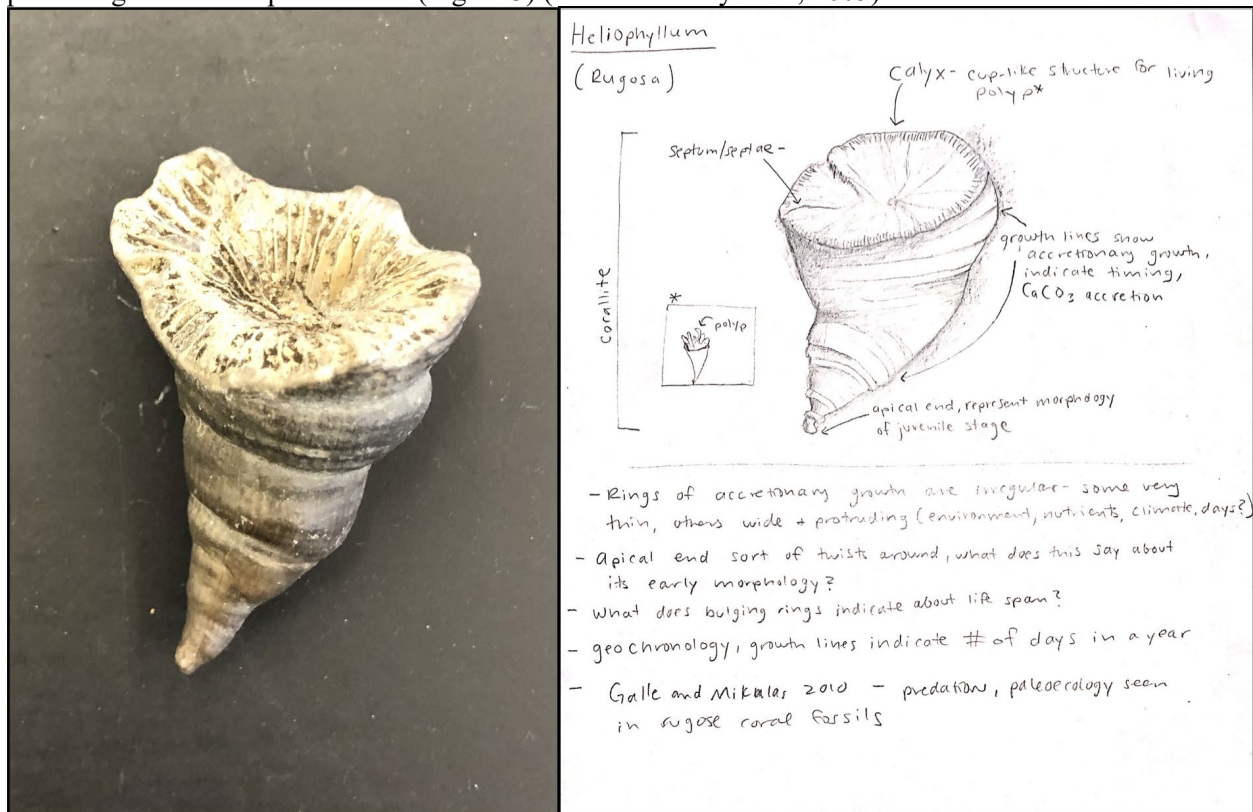 Heliophyllum
(Rugosa)
Calyx- cup-like structure for living
polyp*
septum/septae-
growth lines show
accretionary growth,
indicate timing,
CaCO3 accretion
corallite
*
polyp
apical end, represent morphology
of juvenile stage
- Rings of accretionary growth are irregular- some very
thin, others wide + protruding (environment, nutrients, climate, days?)
- Apical end sort of twists around, what does this say about
its early morphology?
- What does bulging rings indicate about life span?
- geochronology, growth lines indicate # of days in a year
- Galle and Mikulas 2010 - predation, paleoecology seen
in rugose coral fossils